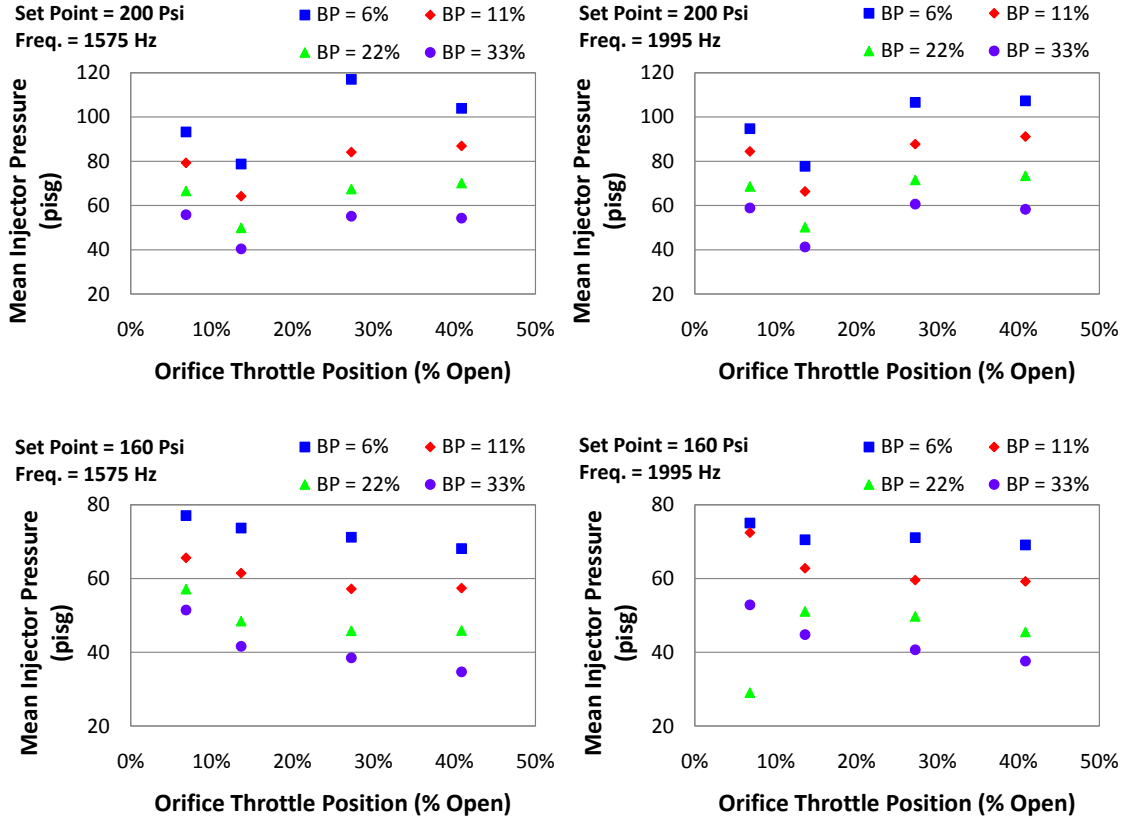 Set Point = 200 Psi
Freq. = 1575 Hz
BP = 6% BP = 11%
BP = 22% BP = 33%
Mean Injector Pressure
(pisg)
120
100
80
60
40
20
0% 10% 20% 30% 40% 50%
Orifice Throttle Position (% Open)
Set Point = 200 Psi
Freq. = 1995 Hz
BP = 6% BP = 11%
BP = 22% BP = 33%
Mean Injector Pressure
(pisg)
120
100
80
60
40
20
0% 10% 20% 30% 40% 50%
Orifice Throttle Position (% Open)
Set Point = 160 Psi
Freq. = 1575 Hz
BP = 6% BP = 11%
BP = 22% BP = 33%
Mean Injector Pressure
(pisg)
80
60
40
20
0% 10% 20% 30% 40% 50%
Orifice Throttle Position (% Open)
Set Point = 160 Psi
Freq. = 1995 Hz
BP = 6% BP = 11%
BP = 22% BP = 33%
Mean Injector Pressure
(pisg)
80
60
40
20
0% 10% 20% 30% 40% 50%
Orifice Throttle Position (% Open)